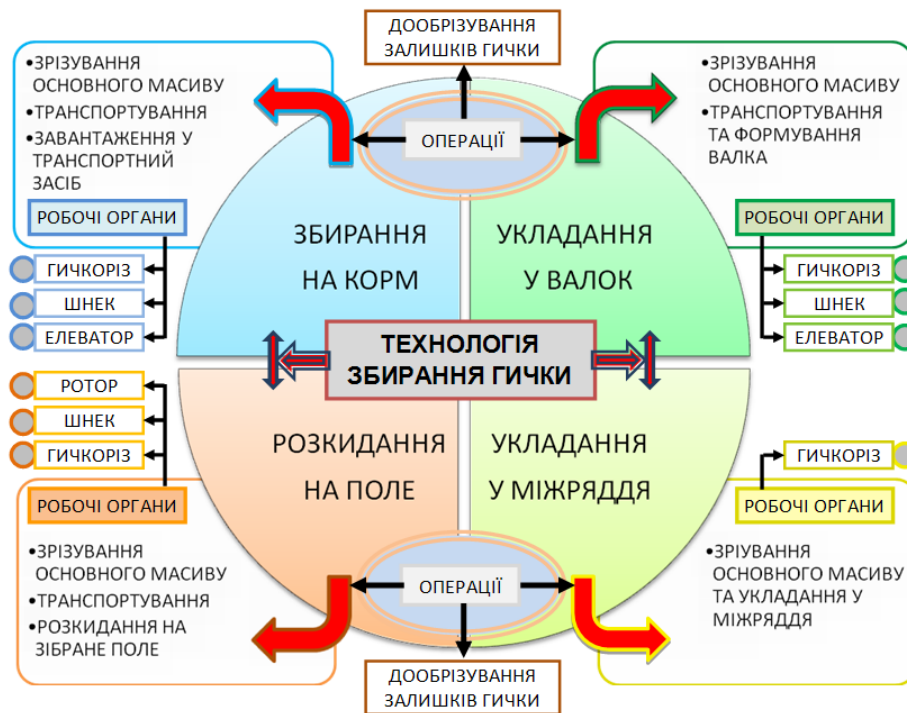 ДООБРІЗУВАННЯ
ЗАЛИШКІВ ГИЧКИ
•ЗРІЗУВАННЯ
ОСНОВНОГО МАСИВУ
•ТРАНСПОРТУВАННЯ
•ЗАВАНТАЖЕННЯ У
ТРАНСПОРТНИЙ
ЗАСІБ
РОБОЧІ ОРГАНИ
ГИЧКОРІЗ
ШНЕК
ЕЛЕВАТОР
ОПЕРАЦІЇ
•ЗРІЗУВАННЯ
ОСНОВНОГО МАСИВУ
•ТРАНСПОРТУВАННЯ
ТА ФОРМУВАННЯ
ВАЛКА
РОБОЧІ ОРГАНИ
ГИЧКОРІЗ
ШНЕК
ЕЛЕВАТОР
ЗБИРАННЯ
НА КОРМ
УКЛАДАННЯ
У ВАЛОК
ТЕХНОЛОГІЯ
ЗБИРАННЯ ГИЧКИ
РОЗКИДАННЯ
НА ПОЛЕ
УКЛАДАННЯ
У МІЖРЯДДЯ
РОТОР
ШНЕК
ГИЧКОРІЗ
РОБОЧІ ОРГАНИ
•ЗРІЗУВАННЯ
ОСНОВНОГО МАСИВУ
•ТРАНСПОРТУВАННЯ
•РОЗКИДАННЯ НА
ЗІБРАНЕ ПОЛЕ
ОПЕРАЦІЇ
ГИЧКОРІЗ
РОБОЧІ ОРГАНИ
•ЗРІУВАННЯ
ОСНОВНОГО МАСИВУ
ТА УКЛАДАННЯ У
МІЖРЯДДЯ
ДООБРІЗУВАННЯ
ЗАЛИШКІВ ГИЧКИ